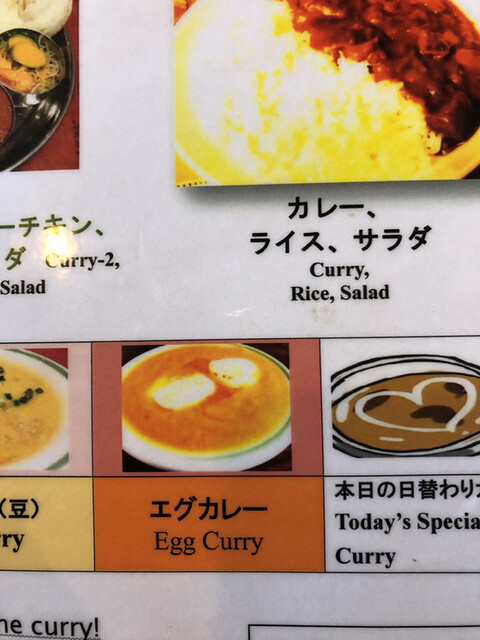 ーチキン、
ダ Curry-2,
Salad
カレー、
ライス、サラダ
Curry,
Rice, Salad
(豆)
ry
エグカレー
Egg Curry
本日の日替わりカ
Today's Specia
Curry
ne curry!